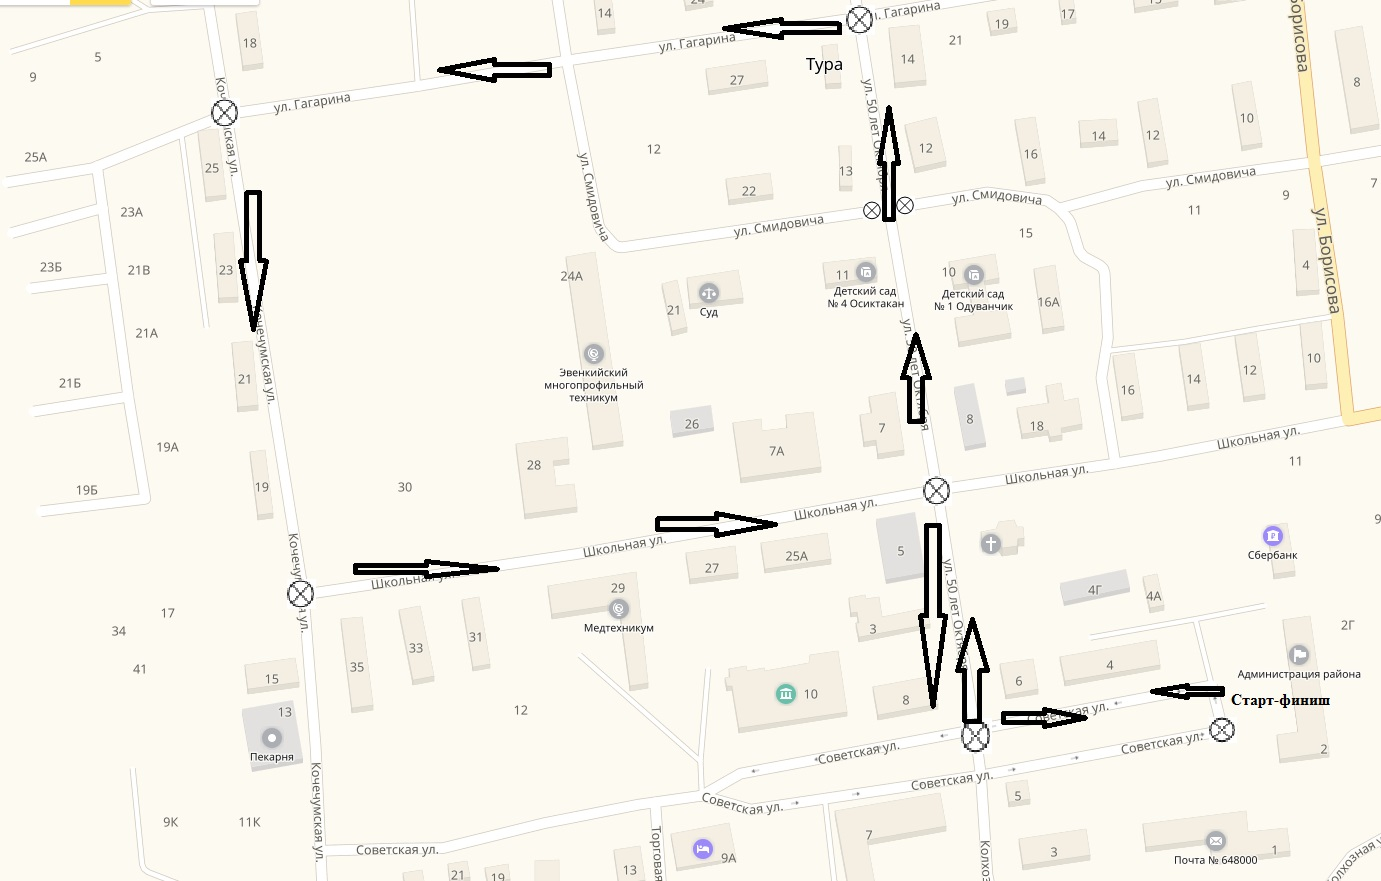 14
24
ул. Гагарина
19
17
15
18
5
9
Тура
ул. Гагарина
14
21
27
ул. Борисова
8
ул. Гагарина
10
25А
12
14
12
16
12
13
25
22
ул. Смидовича
ул. Смидовича
9
7
23А
ул. Смидовича
ул. Смидовича
11
15
23Б
21В
23
24А
11
Детский сад
№ 4 Осиктакан
10
Детский сад
№ 1 Одуванчик
4
ул. Борисова
21
Суд
16А
21А
Кочечумская ул.
Эвенкийский
многопрофильный
техникум
21Б
21
16
14
12
10
26
7
8
18
19А
28
7А
Школьная ул.
11
19Б
19
30
Школьная ул.
Школьная ул.
9
Школьная ул.
5
Сбербанк
27
25А
ул. 50 лет Октября
29
Медтехникум
4Г
4А
17
34
33
31
3
2Г
41
35
15
4
Администрация района
6
Старт-финиш
13
Пекарня
12
10
8
Советская ул.
Советская ул.
Советская ул.
2
Советская ул.
Советская ул.
5
Кочечумская ул.
9К
11К
Советская ул.
Торговая
9А
7
3
Почта № 648000
1
Колхоз
олхозная у
21
19
13